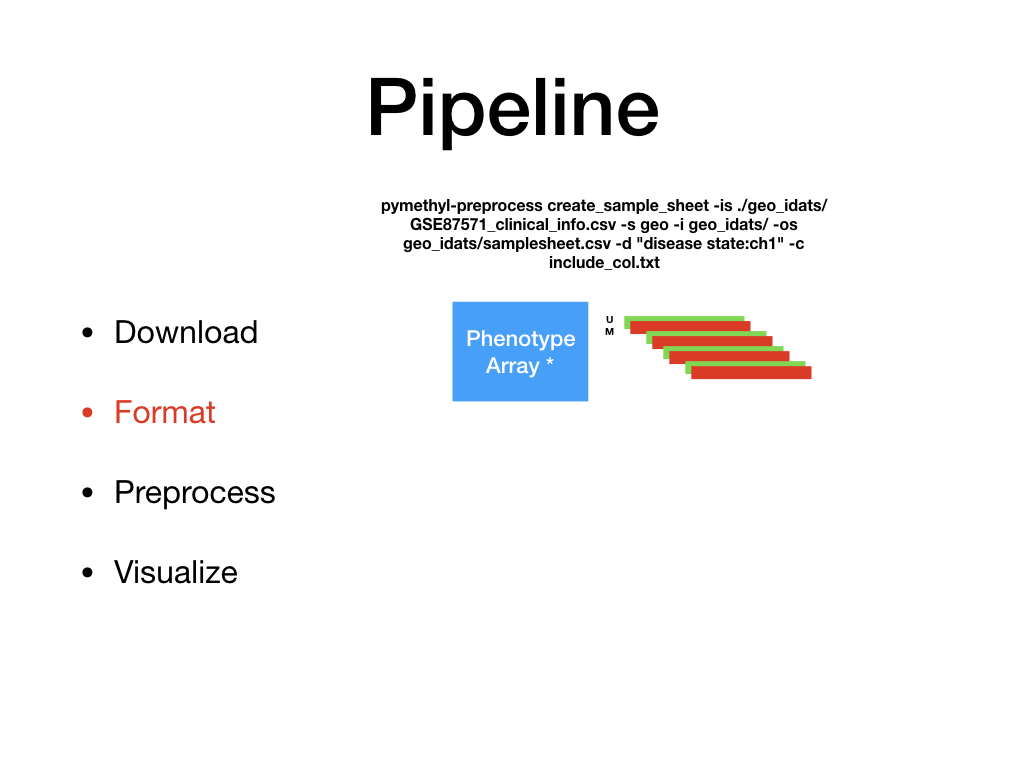 Pipeline
pymethyl-preprocess create_sample_sheet -is ./geo_idats/
GSE87571_clinical_info.csv -s geo -i geo_idats/ -os
geo_idats/samplesheet.csv -d "disease state:ch1" -c
include_col.txt
• Download
• Format
• Preprocess
• Visualize
Phenotype
Array *
U
M